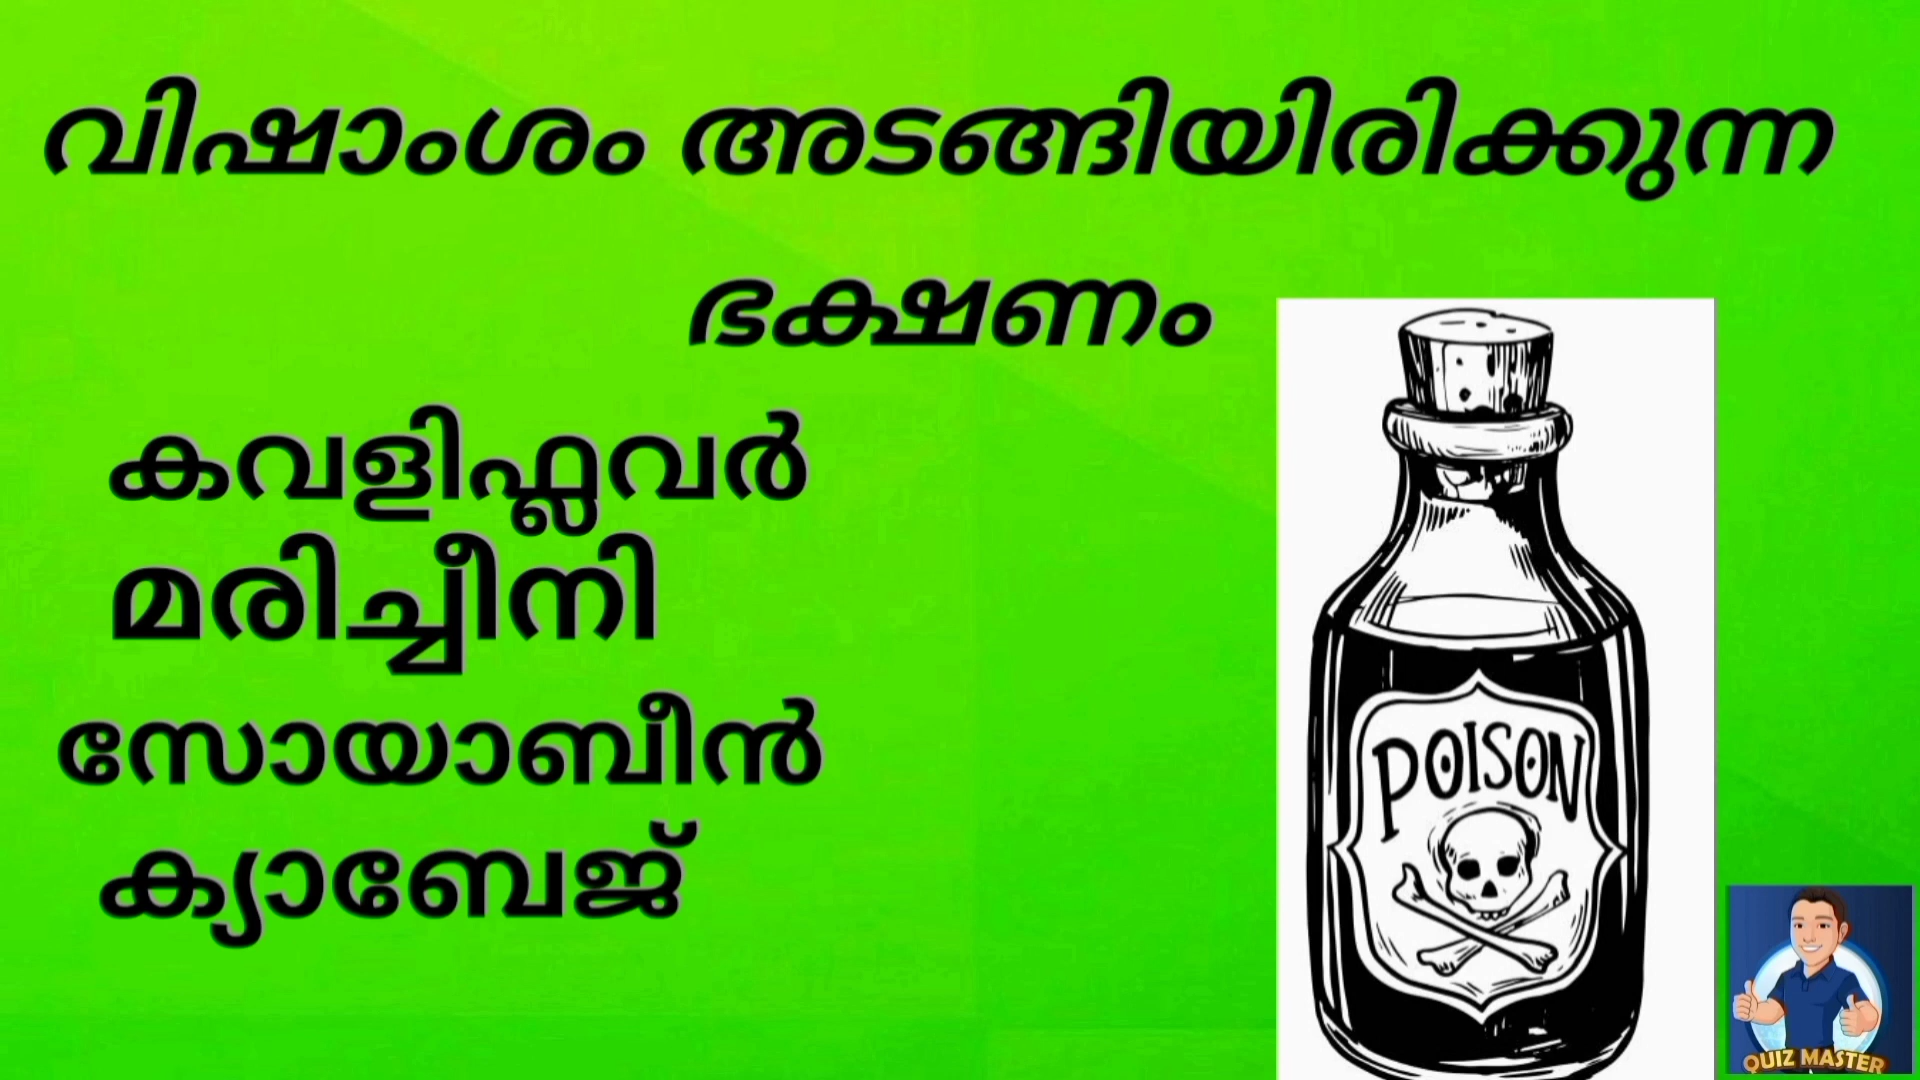 വിഷാംശം അടങ്ങിയിരിക്കുന്ന
ഭക്ഷണം
കവളിഫ്ലവർ
മരിച്ചീനി
സോയാബീൻ
ക്യാബേജ്
POISON
QUIZ MASTER